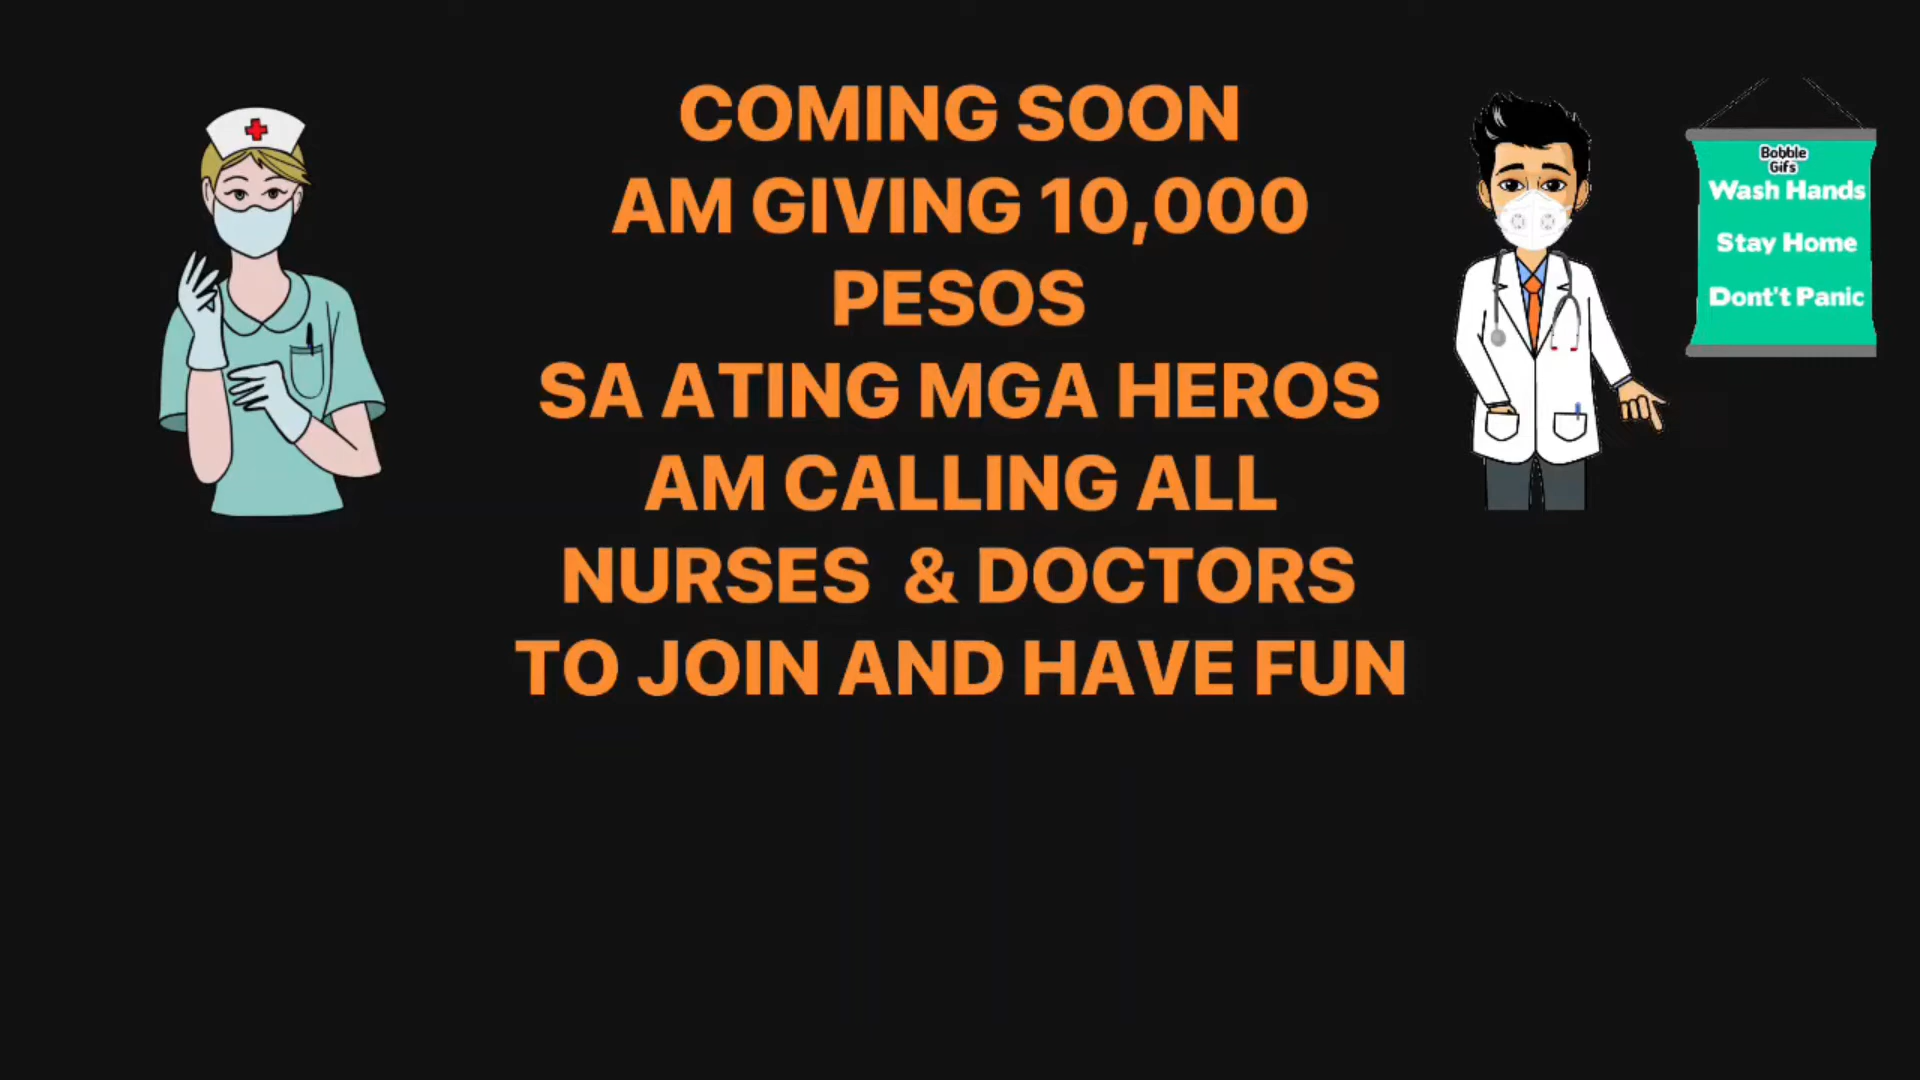 COMING SOON
AM GIVING 10,000
PESOS
SA ATING MGA HEROS
AM CALLING ALL
NURSES & DOCTORS
TO JOIN AND HAVE FUN
Bobble
Gifs
Wash Hands
Stay Home
Dont't Panic